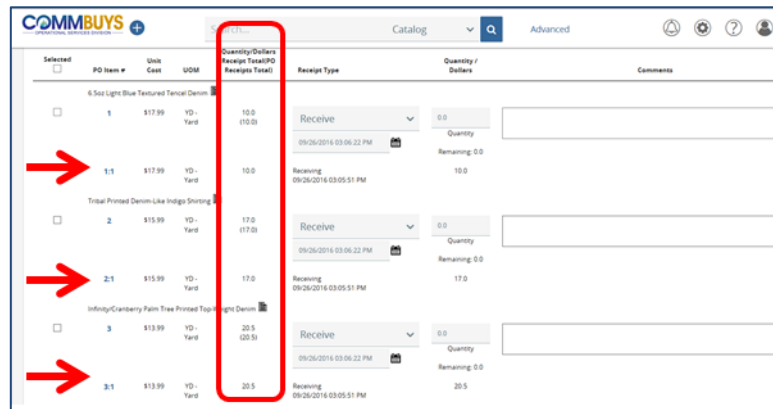 COMMBUYS
OPERATIONAL SERVICES DIVISION
Search... Catalog Advanced
Selected PO Item # Unit Cost UOM Quantity/Dollars Receipt Total(PO Receipts Total) Receipt Type Quantity / Dollars Comments
6.5oz Light Blue Textured Tencel Denim
1 $17.99 YD - Yard 10.0 (10.0) Receive 0.0
Quantity
09/26/2016 03:06:22 PM
Remaining: 0.0
1:1 $17.99 YD - Yard 10.0 Receiving 10.0
09/26/2016 03:05:51 PM
Tribal Printed Denim-Like Indigo Shirting
2 $15.99 YD - Yard 17.0 (17.0) Receive 0.0
Quantity
09/26/2016 03:06:22 PM
Remaining: 0.0
2:1 $15.99 YD - Yard 17.0 Receiving 17.0
09/26/2016 03:05:51 PM
Infinity/Cranberry Palm Tree Printed Top Weight Denim
3 $13.99 YD - Yard 20.5 (20.5) Receive 0.0
Quantity
09/26/2016 03:06:22 PM
Remaining: 0.0
3:1 $13.99 YD - Yard 20.5 Receiving 20.5
09/26/2016 03:05:51 PM